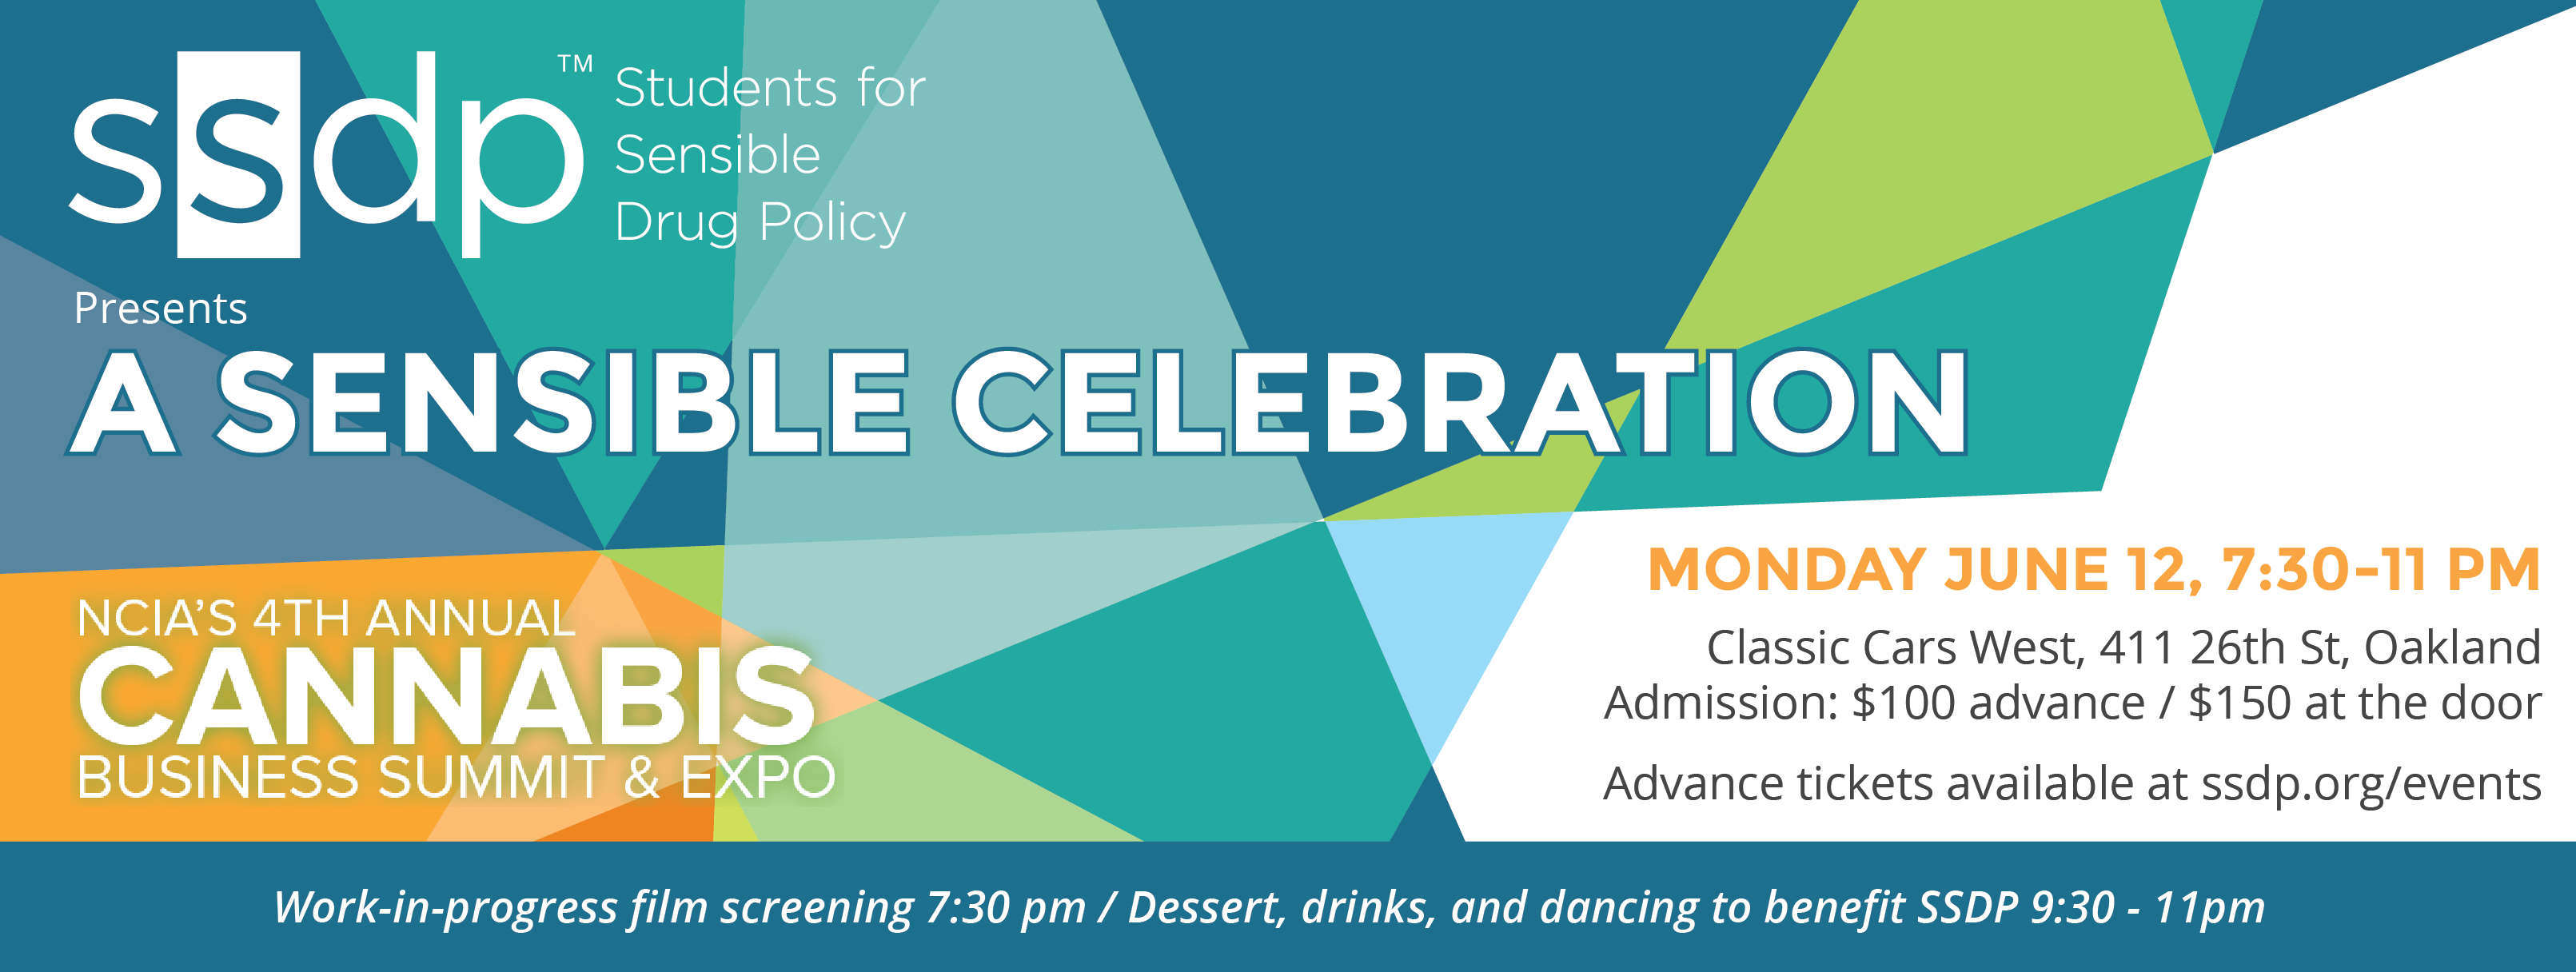 ssdp™
Students for
Sensible
Drug Policy
Presents
A SENSIBLE CELEBRATION
NCIA'S 4TH ANNUAL
CANNABIS
BUSINESS SUMMIT & EXPO
MONDAY JUNE 12, 7:30-11 PM
Classic Cars West, 411 26th St, Oakland
Admission: $100 advance / $150 at the door
Advance tickets available at ssdp.org/events
Work-in-progress film screening 7:30 pm / Dessert, drinks, and dancing to benefit SSDP 9:30 - 11pm